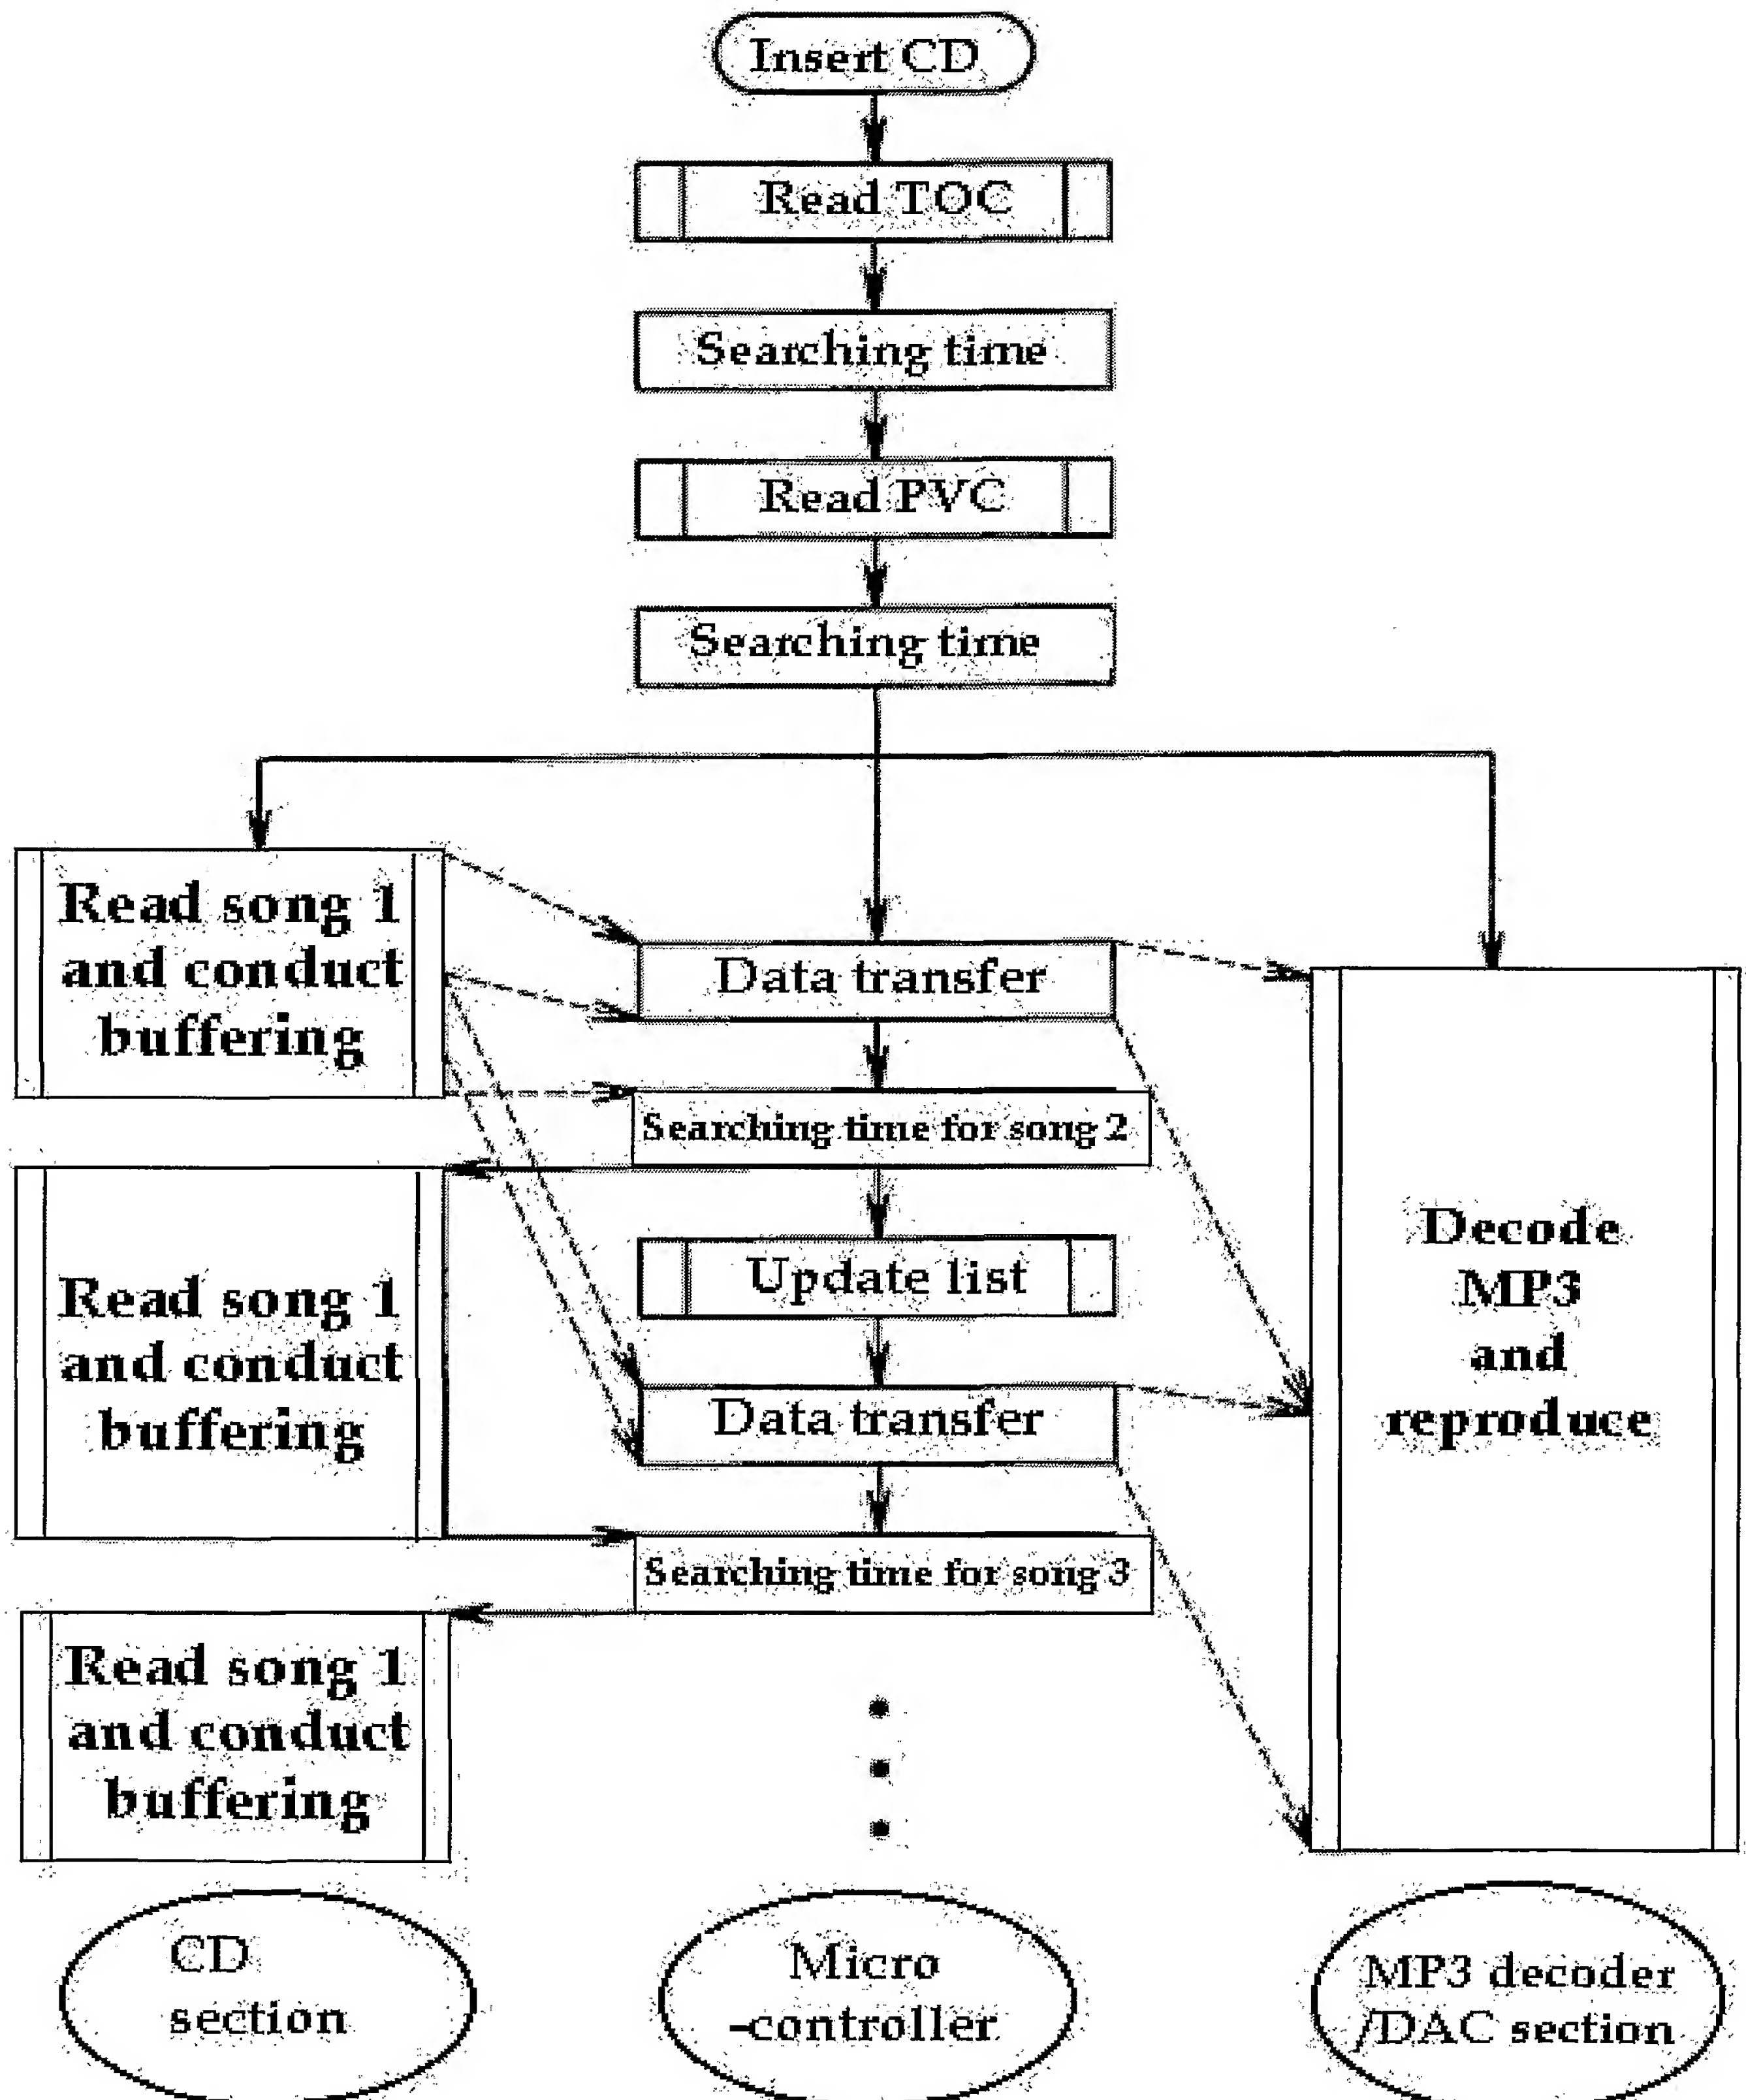 Insert CD
Read TOC
Searching time
Read PVC
Searching time
Read song 1
and conduct
buffering
Data transfer
Searching time for song 2
Read song 1
and conduct
buffering
Update list
Data transfer
Decode
MP3
and
reproduce
Searching time for song 3
Read song 1
and conduct
buffering
CD
section
Micro
-controller
MP3 decoder
/DAC section